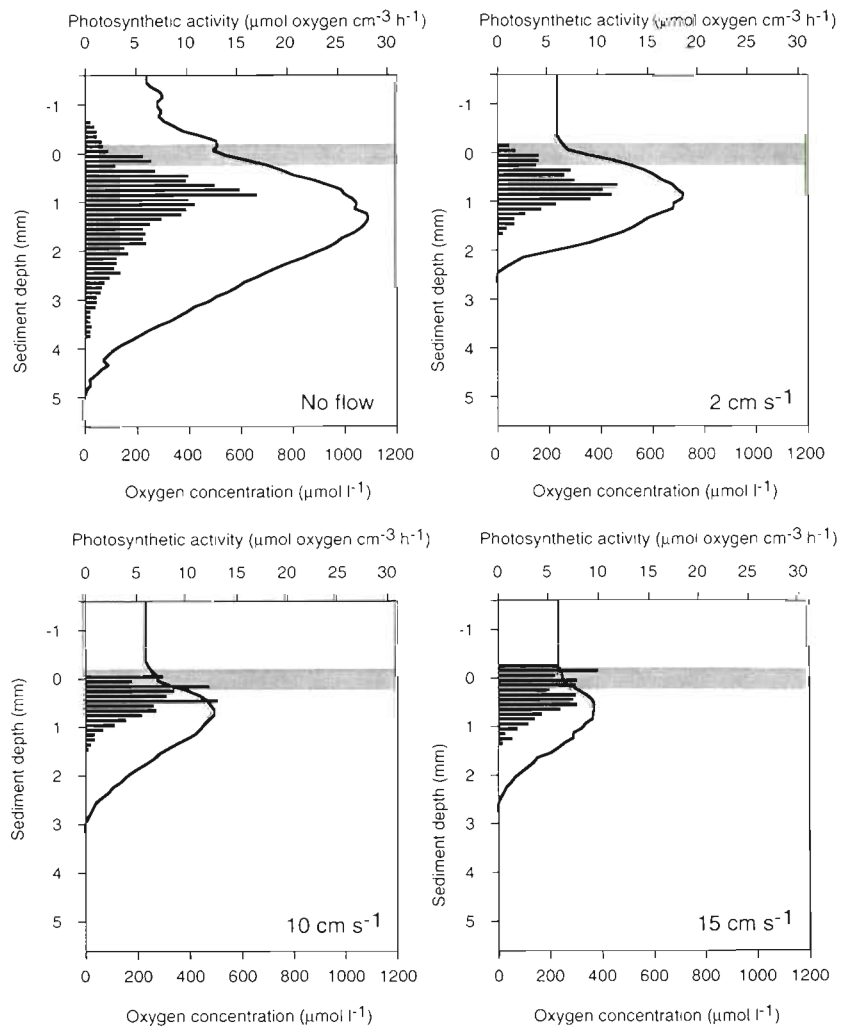 Photosynthetic activity (µmol oxygen cm-3 h-1)
0 5 10 15 20 25 30
-1
0
1
2
3
4
5
Sediment depth (mm)
No flow
0 200 400 600 800 1000 1200
Oxygen concentration (µmol l-1)
Photosynthetic activity (µmol oxygen cm-3 h-1)
0 5 10 15 20 25 30
-1
0
1
2
3
4
5
Sediment depth (mm)
2 cm s-1
0 200 400 600 800 1000 1200
Oxygen concentration (µmol l-1)
Photosynthetic activity (µmol oxygen cm-3 h-1)
0 5 10 15 20 25 30
-1
0
1
2
3
4
5
Sediment depth (mm)
10 cm s-1
0 200 400 600 800 1000 1200
Oxygen concentration (µmol l-1)
Photosynthetic activity (µmol oxygen cm-3 h-1)
0 5 10 15 20 25 30
-1
0
1
2
3
4
5
Sediment depth (mm)
15 cm s-1
0 200 400 600 800 1000 1200
Oxygen concentration (µmol l-1)